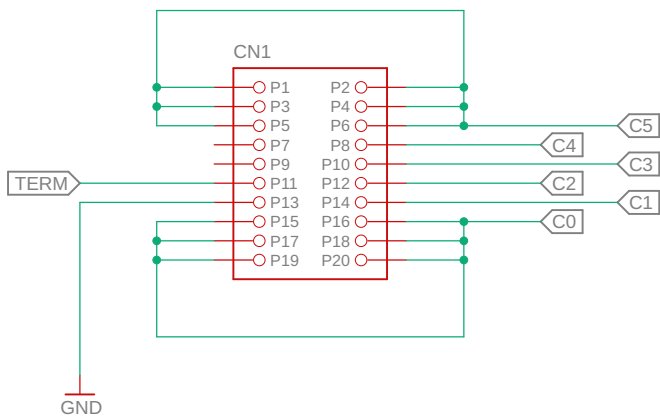 CN1
P1 P2
P3 P4
P5 P6 C5
P7 P8 C4
P9 P10 C3
TERM P11 P12 C2
P13 P14 C1
P15 P16 C0
P17 P18
P19 P20
GND